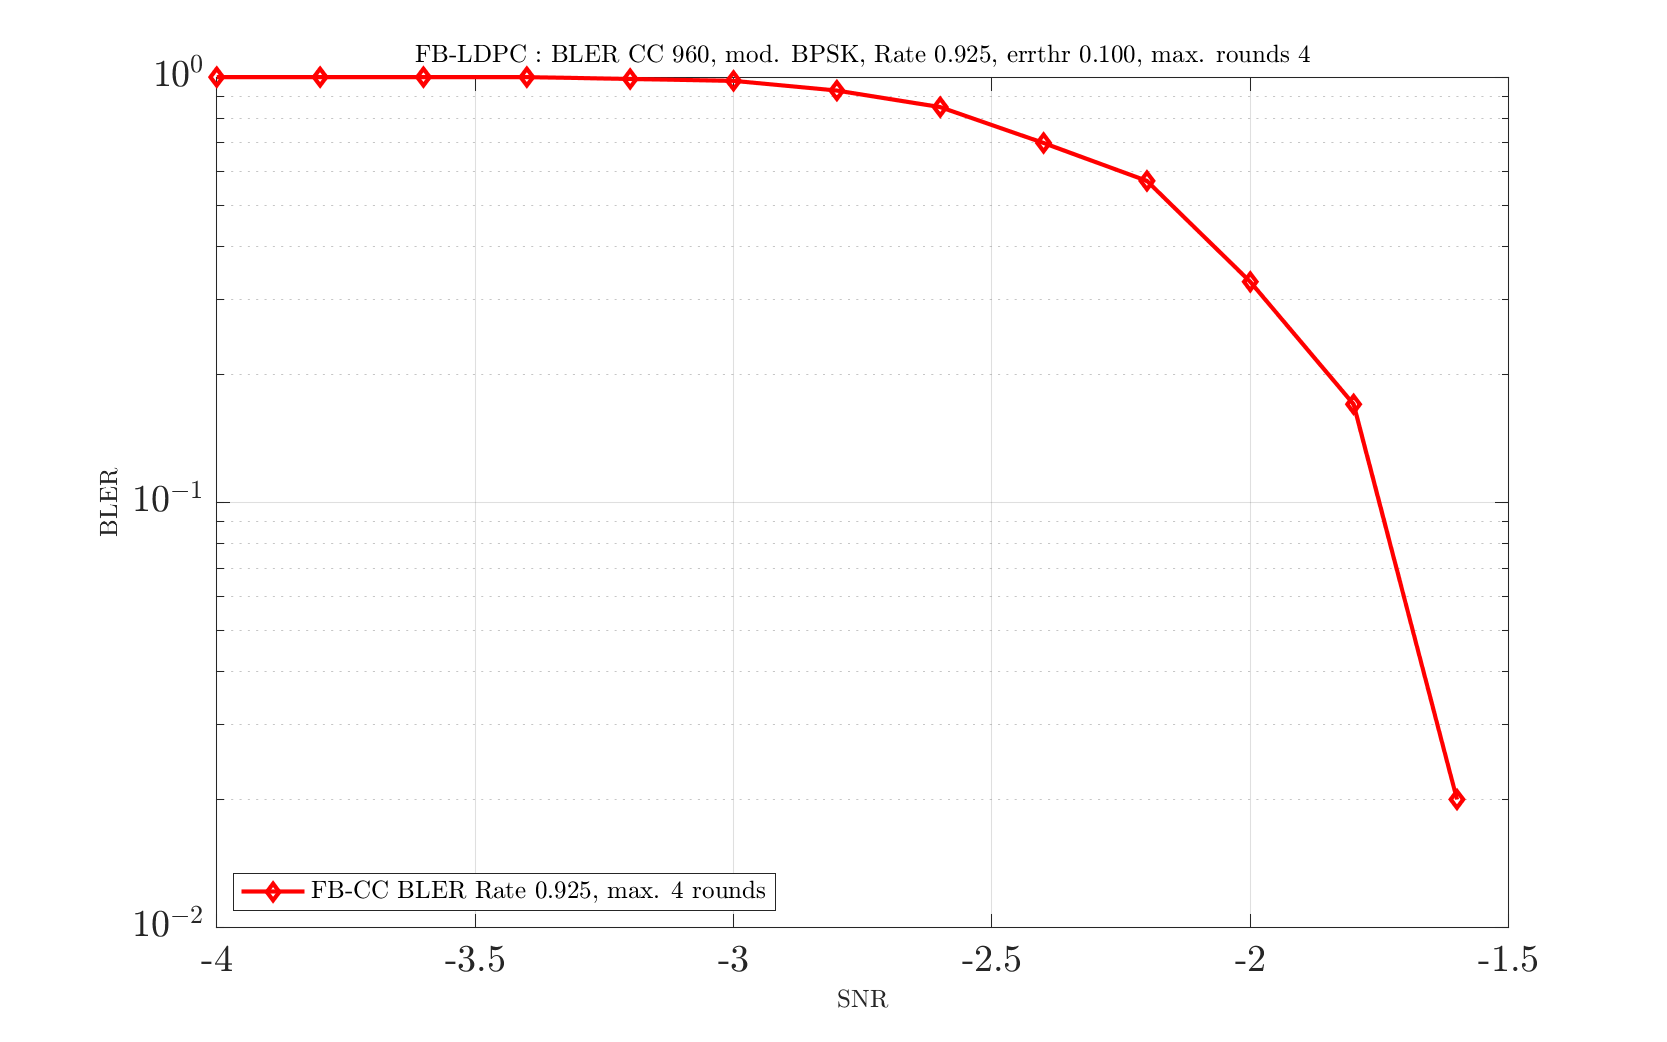 FB-LDPC : BLER CC 960, mod. BPSK, Rate 0.925, errthr 0.100, max. rounds 4
10^0
10^{-1}
10^{-2}
BLER
FB-CC BLER Rate 0.925, max. 4 rounds
-4 -3.5 -3 -2.5 -2 -1.5
SNR